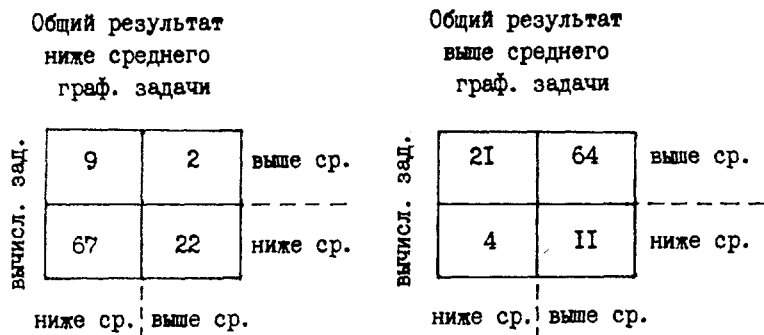 Общий результат
ниже среднего
граф. задачи
вычисл. зад.
9 2 выше ср.
67 22 ниже ср.
ниже ср. выше ср.
Общий результат
выше среднего
граф. задачи
вычисл. зад.
2I 64 выше ср.
4 II ниже ср.
ниже ср. выше ср.